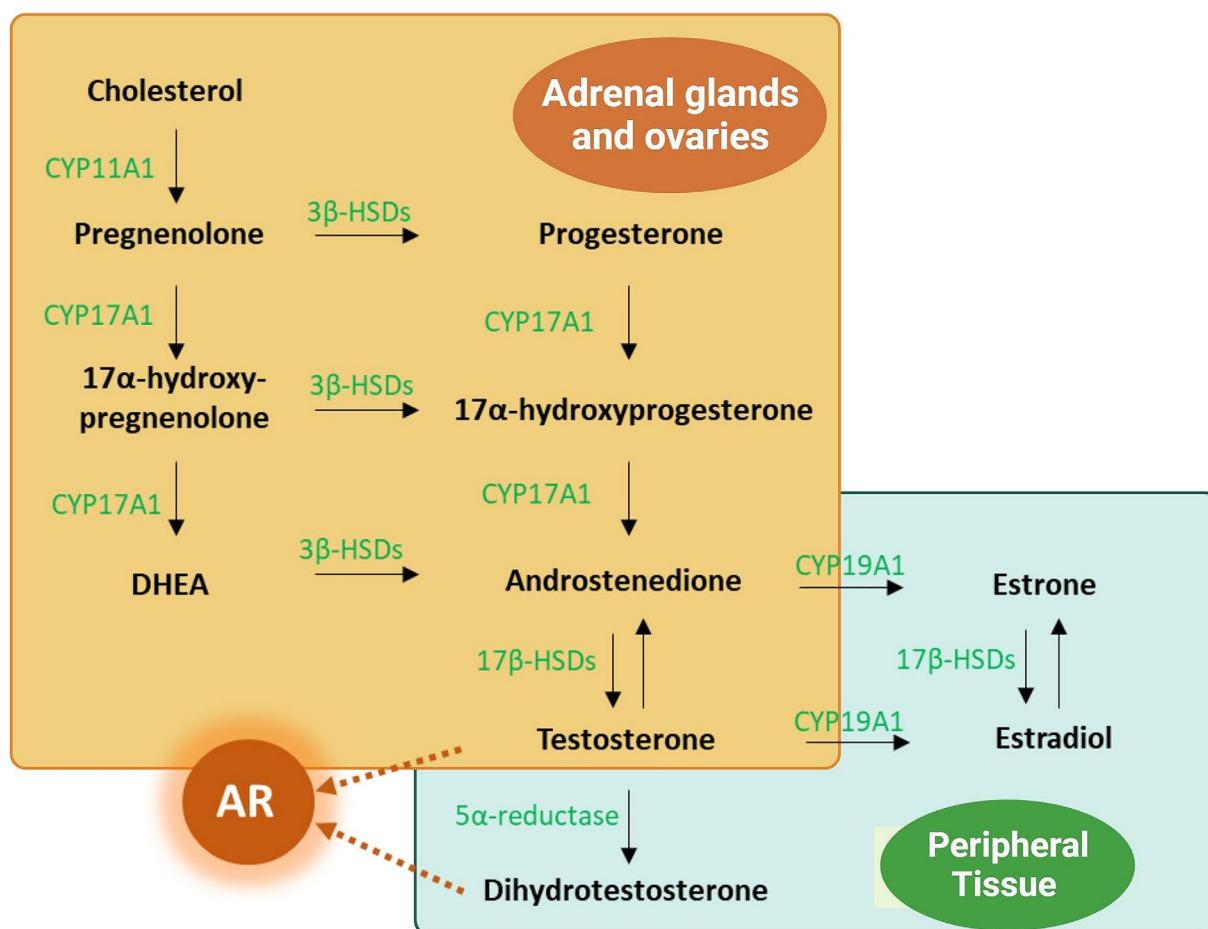 Adrenal glands
and ovaries
Cholesterol
CYP11A1
Pregnenolone
3β-HSDs
Progesterone
CYP17A1
CYP17A1
17α-hydroxy-
pregnenolone
3β-HSDs
17α-hydroxyprogesterone
CYP17A1
CYP17A1
DHEA
3β-HSDs
Androstenedione
CYP19A1
Estrone
17β-HSDs
17β-HSDs
Testosterone
CYP19A1
Estradiol
AR
5α-reductase
Dihydrotestosterone
Peripheral
Tissue